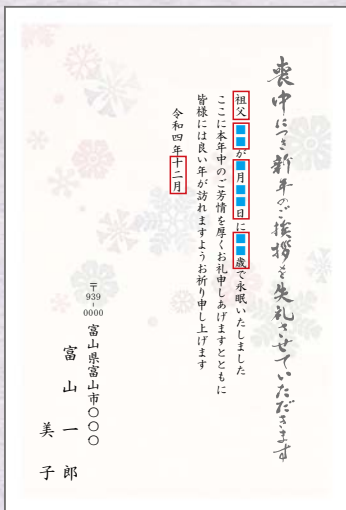 喪中につき新年のご挨拶を失礼させていただきます
祖父■■が■月■■日に■■歳で永眠いたしました
ここに本年中のご芳情を厚くお礼申しあげますとともに
皆様には良い年が訪れますようお祈り申し上げます
令和四年十二月
〒939-0000
富山県富山市〇〇〇
富山一郎
美子